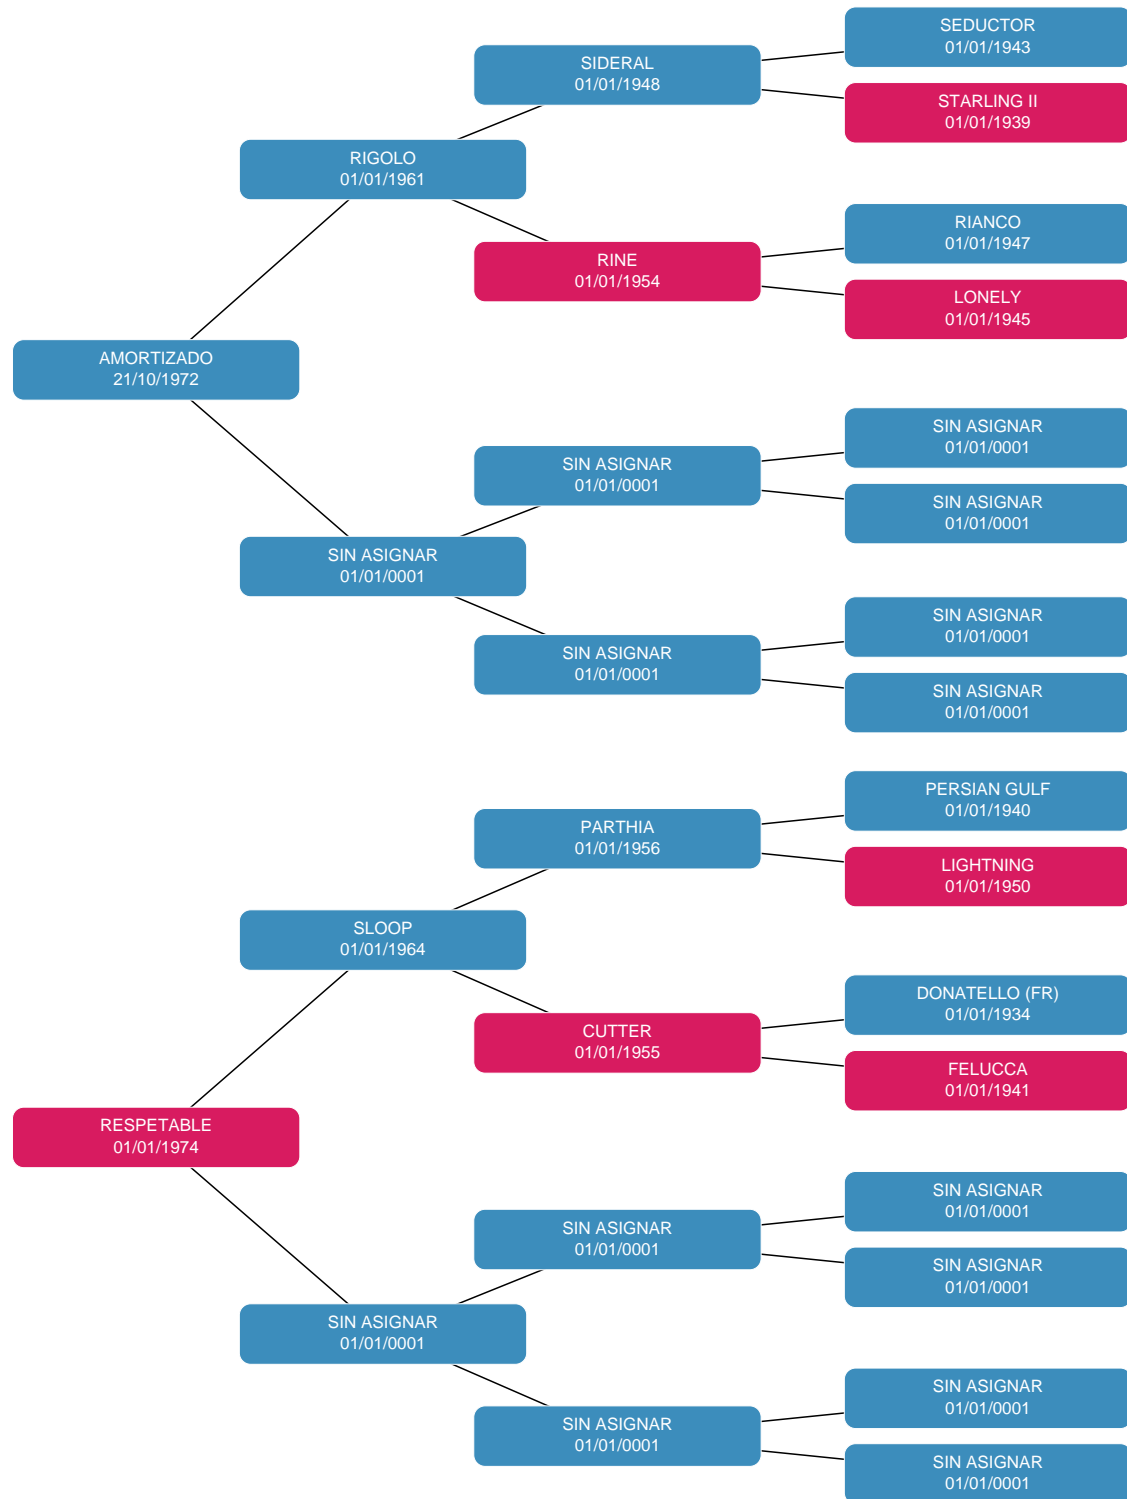 SEDUCTOR
01/01/1943
SIDERAL
01/01/1948
STARLING II
01/01/1939
RIGOLO
01/01/1961
RIANCO
01/01/1947
RINE
01/01/1954
LONELY
01/01/1945
AMORTIZADO
21/10/1972
SIN ASIGNAR
01/01/0001
SIN ASIGNAR
01/01/0001
SIN ASIGNAR
01/01/0001
SIN ASIGNAR
01/01/0001
SIN ASIGNAR
01/01/0001
SIN ASIGNAR
01/01/0001
SIN ASIGNAR
01/01/0001
PERSIAN GULF
01/01/1940
PARTHIA
01/01/1956
LIGHTNING
01/01/1950
SLOOP
01/01/1964
DONATELLO (FR)
01/01/1934
CUTTER
01/01/1955
FELUCCA
01/01/1941
RESPETABLE
01/01/1974
SIN ASIGNAR
01/01/0001
SIN ASIGNAR
01/01/0001
SIN ASIGNAR
01/01/0001
SIN ASIGNAR
01/01/0001
SIN ASIGNAR
01/01/0001
SIN ASIGNAR
01/01/0001
SIN ASIGNAR
01/01/0001